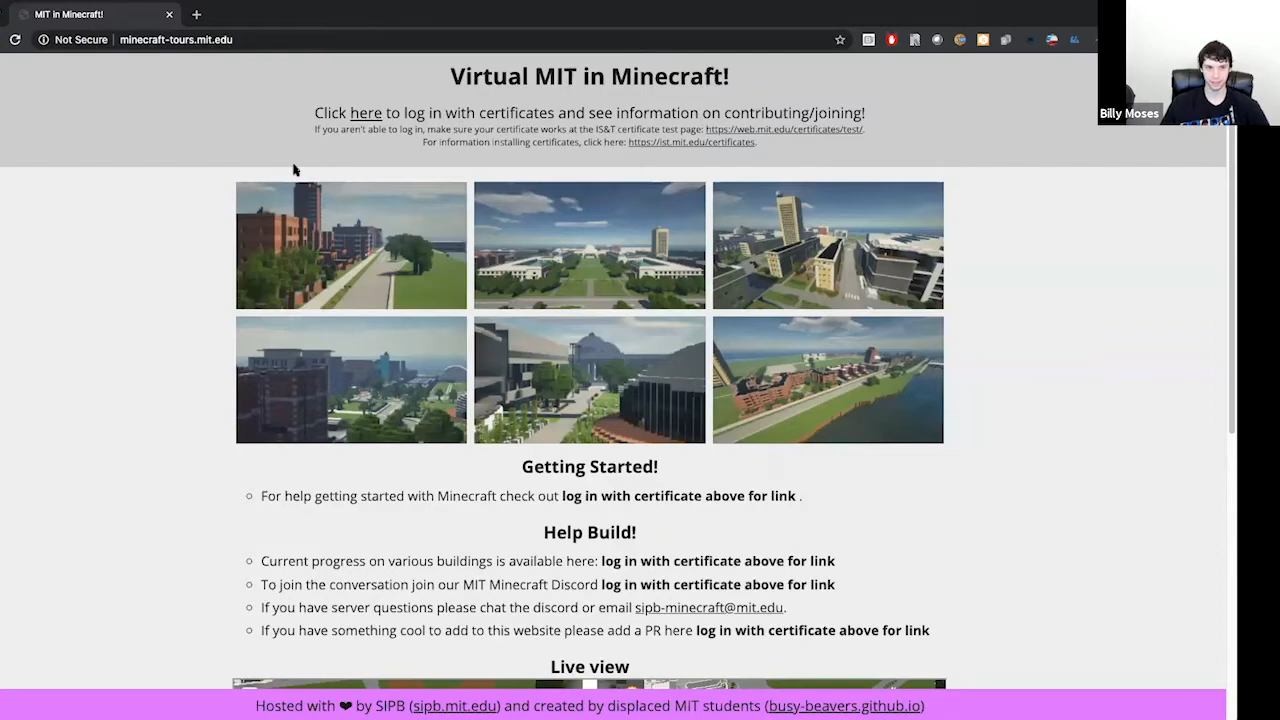 MIT in Minecraft!
Not Secure
minecraft-tours.mit.edu
Billy Moses
Virtual MIT in Minecraft!
Click here to log in with certificates and see information on contributing/joining!
If you aren't able to log in, make sure your certificate works at the IS&T certificate test page: https://web.mit.edu/certificates/test/.
For information installing certificates, click here: https://ist.mit.edu/certificates.
Getting Started!
For help getting started with Minecraft check out log in with certificate above for link .
Help Build!
Current progress on various buildings is available here: log in with certificate above for link
To join the conversation join our MIT Minecraft Discord log in with certificate above for link
If you have server questions please chat the discord or email sipb-minecraft@mit.edu.
If you have something cool to add to this website please add a PR here log in with certificate above for link
Live view
Hosted with ❤ by SIPB (sipb.mit.edu) and created by displaced MIT students (busy-beavers.github.io)